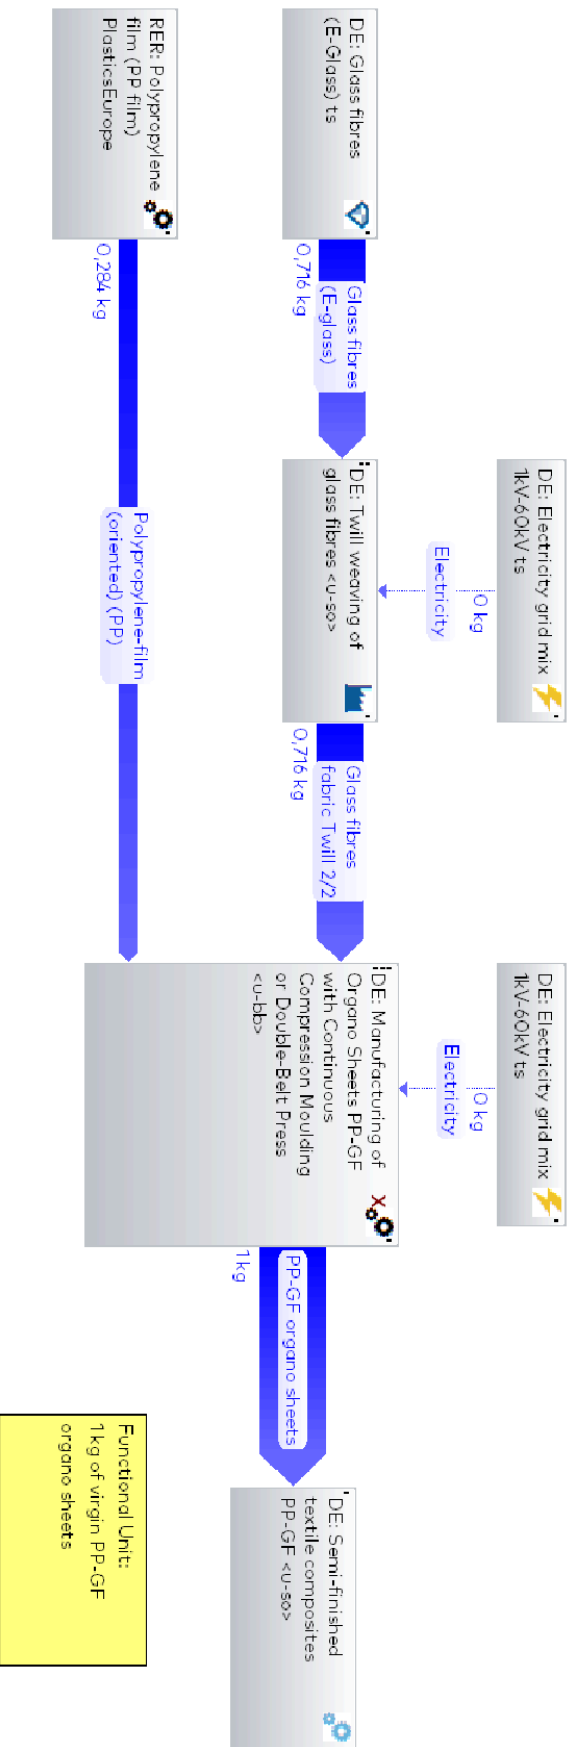 DE: Electricity grid mix
1kV-60kV ts
0 kg
Electricity
DE: Electricity grid mix
1kV-60kV ts
0 kg
Electricity
DE: Glass fibres
(E-Glass) ts
Glass fibres
(E-glass)
0,716 kg
DE: Twill weaving of
glass fibres <u-so>
Glass fibres
fabric Twill 2/2
0,716 kg
DE: Manufacturing of
Organo Sheets PP-GF
with Continuous
Compression Moulding
or Double-Belt Press
<u-bb>
PP-GF organo sheets
1 kg
DE: Semi-finished
textile composites
PP-GF <u-so>
RER: Polypropylene
film (PP film)
PlasticsEurope
0,284 kg
Polypropylene-film
(oriented) (PP)
Functional Unit:
1 kg of virgin PP-GF
organo sheets